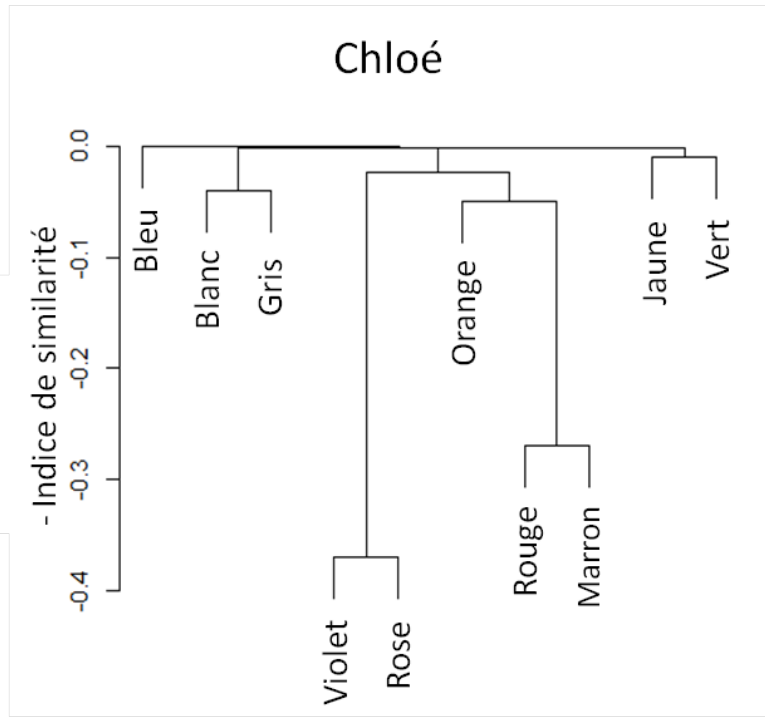 Chloé
- Indice de similarité
0.0
-0.1
-0.2
-0.3
-0.4
Bleu
Blanc
Gris
Violet
Rose
Orange
Rouge
Marron
Jaune
Vert